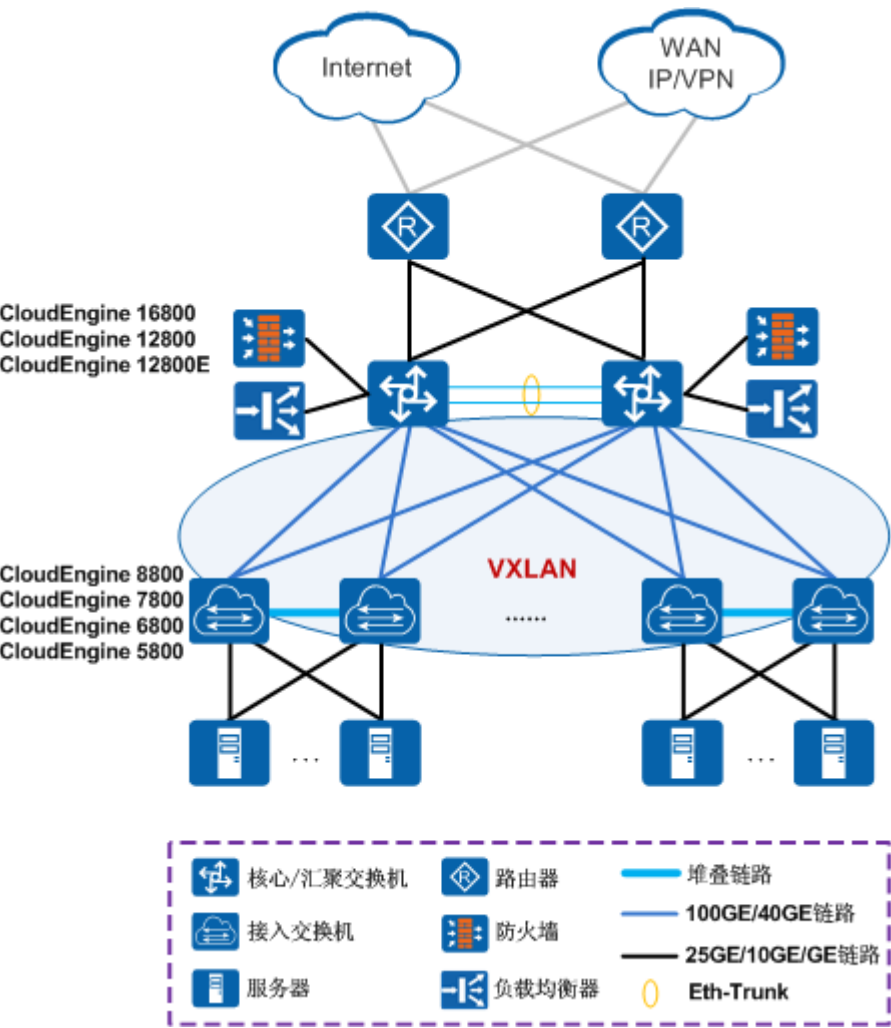 Internet
WAN
IP/VPN
R
R
CloudEngine 16800
CloudEngine 12800
CloudEngine 12800E
VXLAN
CloudEngine 8800
CloudEngine 7800
CloudEngine 6800
CloudEngine 5800
......
...
...
核心/汇聚交换机
R
路由器
堆叠链路
接入交换机
防火墙
100GE/40GE链路
25GE/10GE/GE链路
服务器
负载均衡器
Eth-Trunk